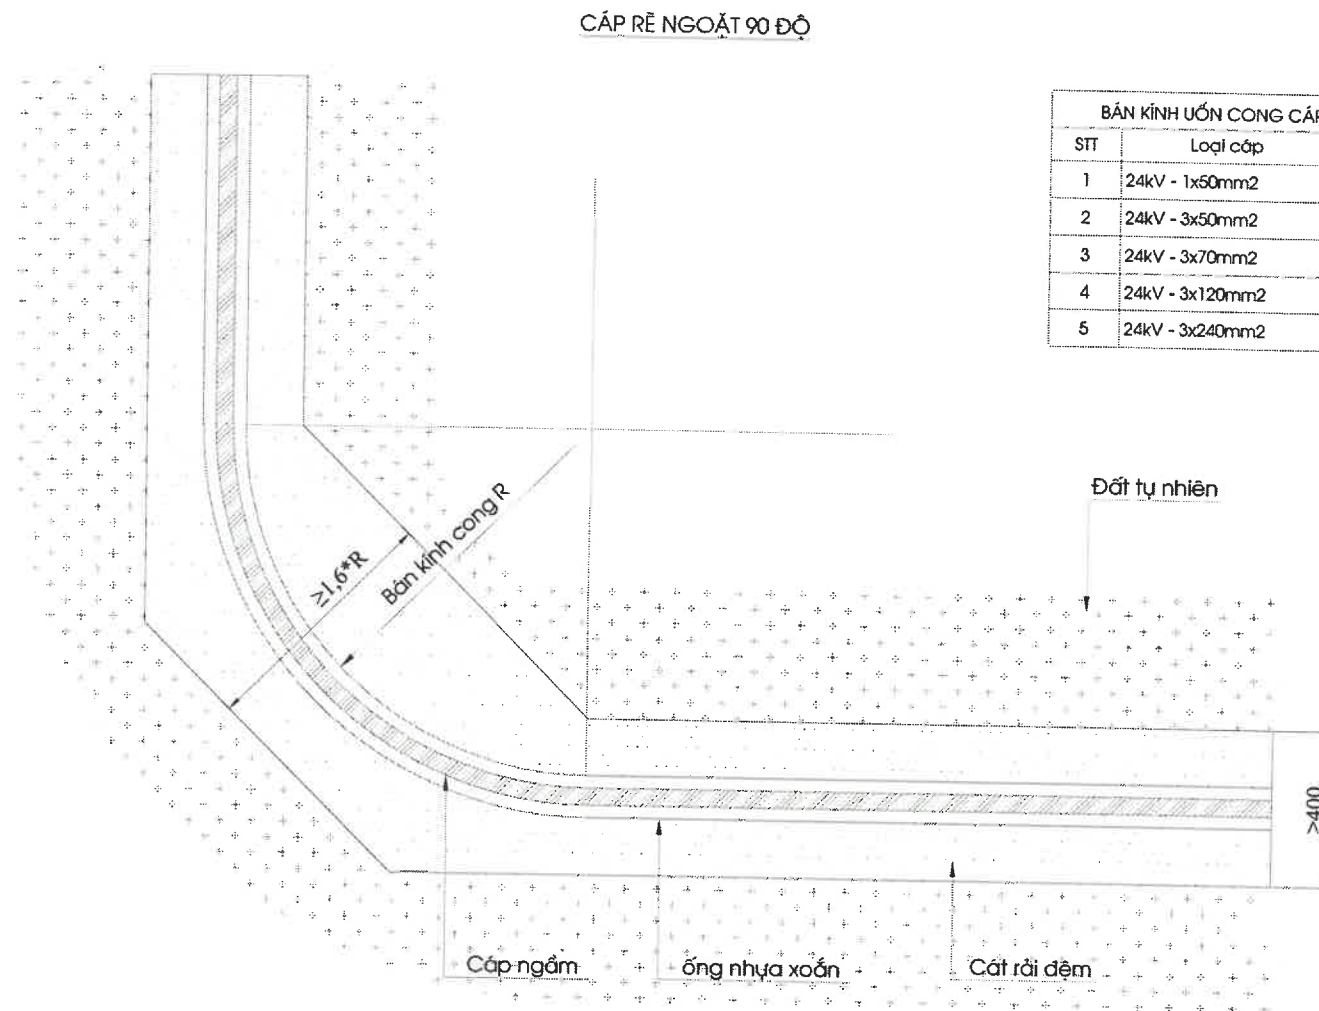 CÁP RẼ NGOẶT 90 ĐỘ
BÁN KÍNH UỐN CONG CÁP
STT Loại cáp
1 24kV - 1x50mm2
2 24kV - 3x50mm2
3 24kV - 3x70mm2
4 24kV - 3x120mm2
5 24kV - 3x240mm2
Đất tự nhiên
≥1,6*R
Bán kính cong R
>400
Cáp ngầm
ống nhựa xoắn
Cát rải đệm